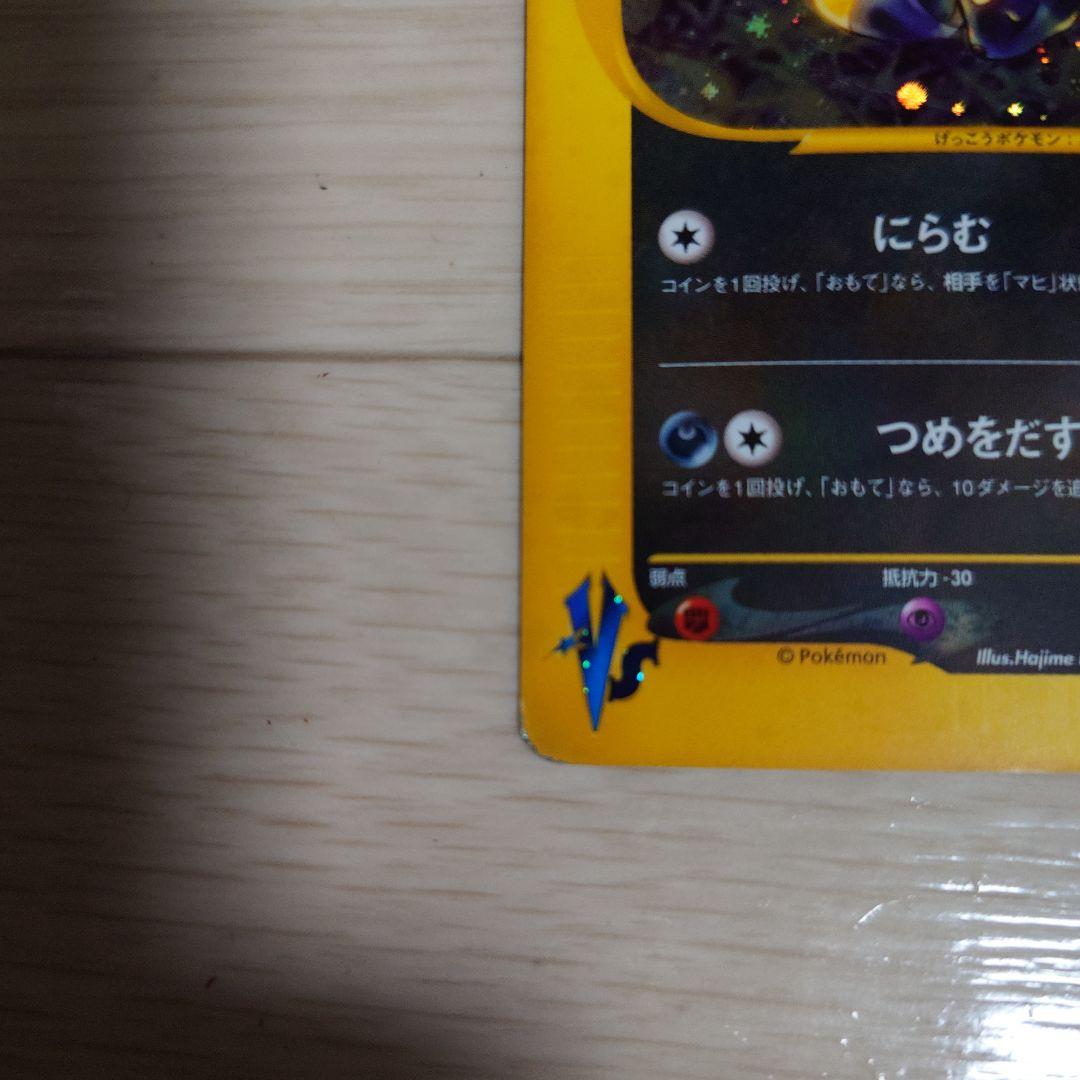 げっこうポケモン:
にらむ
コインを1回投げ、「おもて」なら、相手を「マヒ」状
つめをだす
コインを1回投げ、「おもて」なら、10ダメージを追
弱点
抵抗力 -30
© Pokémon
Illus.Hajime
VS